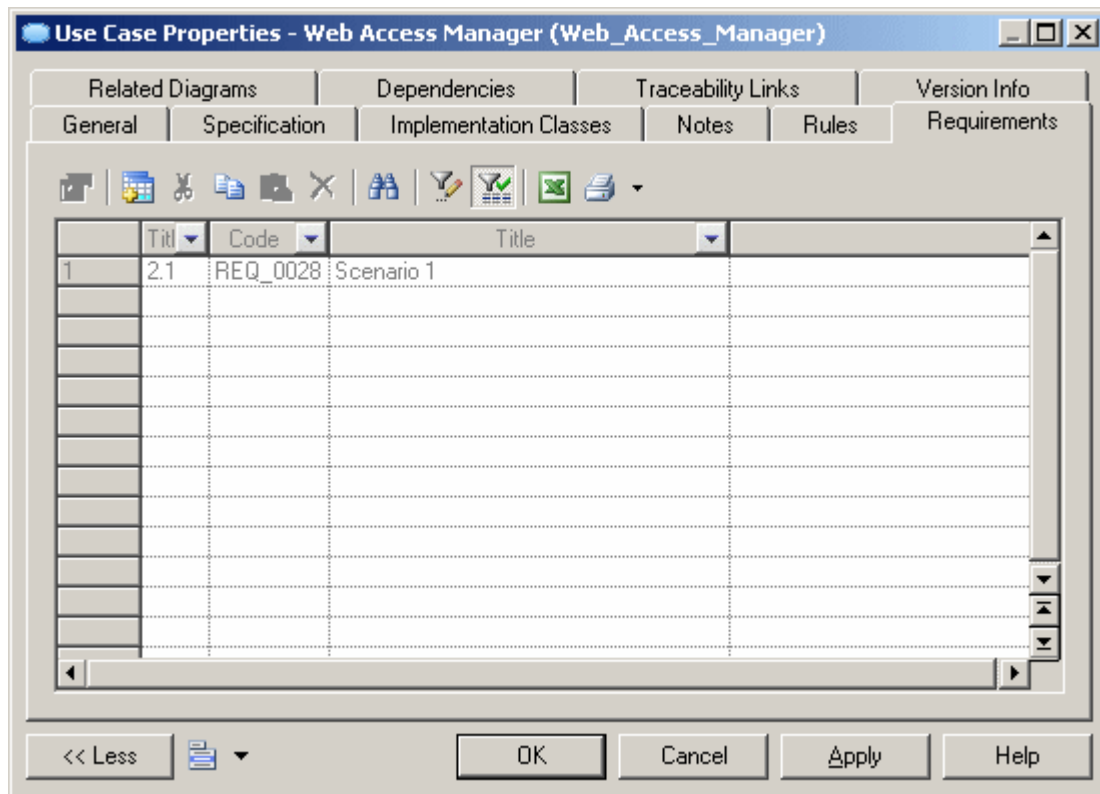 Use Case Properties - Web Access Manager (Web_Access_Manager)
Related Diagrams Dependencies Traceability Links Version Info
General Specification Implementation Classes Notes Rules Requirements
Titl Code Title
1 2.1 REQ_0028 Scenario 1
<< Less OK Cancel Apply Help